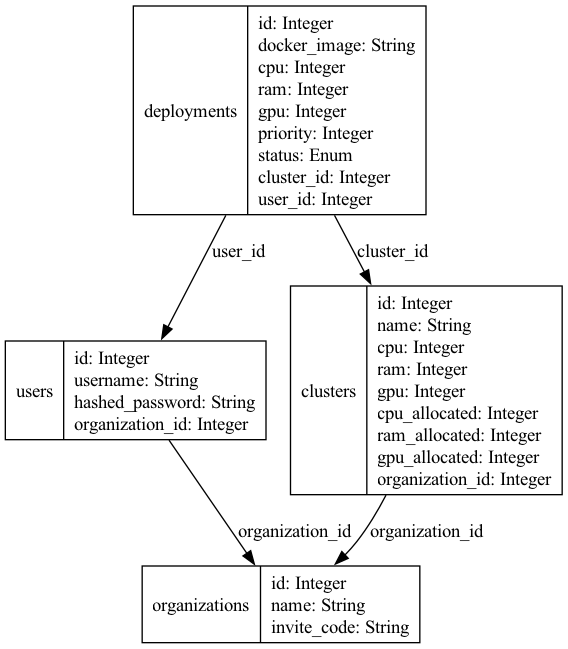 deployments
id: Integer
docker_image: String
cpu: Integer
ram: Integer
gpu: Integer
priority: Integer
status: Enum
cluster_id: Integer
user_id: Integer
user_id
cluster_id
users
id: Integer
username: String
hashed_password: String
organization_id: Integer
clusters
id: Integer
name: String
cpu: Integer
ram: Integer
gpu: Integer
cpu_allocated: Integer
ram_allocated: Integer
gpu_allocated: Integer
organization_id: Integer
organization_id
organization_id
organizations
id: Integer
name: String
invite_code: String